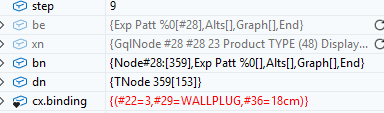 step 9
be {Exp Patt %0[#28],Alts[],Graph[],End}
xn {GqlNode #28 #28 23 Product TYPE (48) Display...
bn {Node#28:[359],Exp Patt %0[],Alts[],Graph[],End}
dn {TNode 359[153]}
cx.binding {(#22=3,#29=WALLPLUG,#36=18cm)}